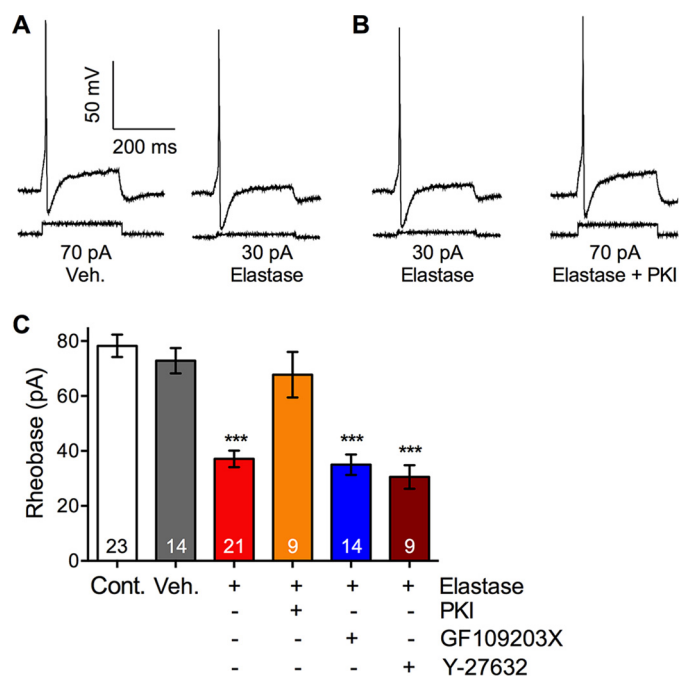 A
B
50 mV
200 ms
70 pA
Veh.
30 pA
Elastase
30 pA
Elastase
70 pA
Elastase + PKI
C
Rheobase (pA)
80
60
40
20
0
*** *** ***
23 14 21 9 14 9
Cont. Veh. + + + + Elastase
- + - - PKI
- - + - GF109203X
- - - + Y-27632